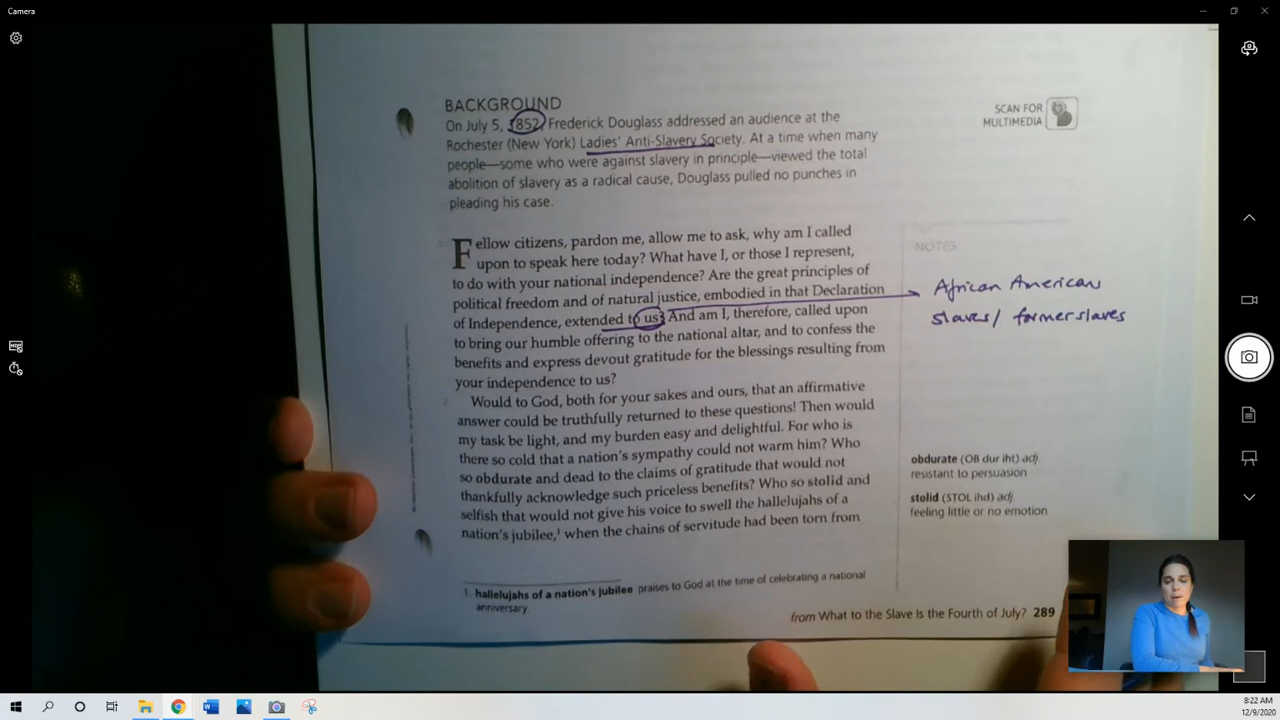 Camera
BACKGROUND
On July 5, 1852, Frederick Douglass addressed an audience at the
Rochester (New York) Ladies' Anti-Slavery Society. At a time when many
people—some who were against slavery in principle—viewed the total
abolition of slavery as a radical cause, Douglass pulled no punches in
pleading his case.
SCAN FOR
MULTIMEDIA
Fellow citizens, pardon me, allow me to ask, why am I called
upon to speak here today? What have I, or those I represent,
to do with your national independence? Are the great principles of
political freedom and of natural justice, embodied in that Declaration
of Independence, extended to us? And am I, therefore, called upon
to bring our humble offering to the national altar, and to confess the
benefits and express devout gratitude for the blessings resulting from
your independence to us?
Would to God, both for your sakes and ours, that an affirmative
answer could be truthfully returned to these questions! Then would
my task be light, and my burden easy and delightful. For who is
there so cold that a nation's sympathy could not warm him? Who
so obdurate and dead to the claims of gratitude that would not
thankfully acknowledge such priceless benefits? Who so stolid and
selfish that would not give his voice to swell the hallelujahs of a
nation's jubilee,1 when the chains of servitude had been torn from
NOTES
African American
slaves/ former slaves
obdurate (OB dur iht) adj.
resistant to persuasion
stolid (STOL ihd) adj.
feeling little or no emotion
1. hallelujahs of a nation's jubilee praises to God at the time of celebrating a national
anniversary.
from What to the Slave Is the Fourth of July? 289
8:22 AM
12/9/2020